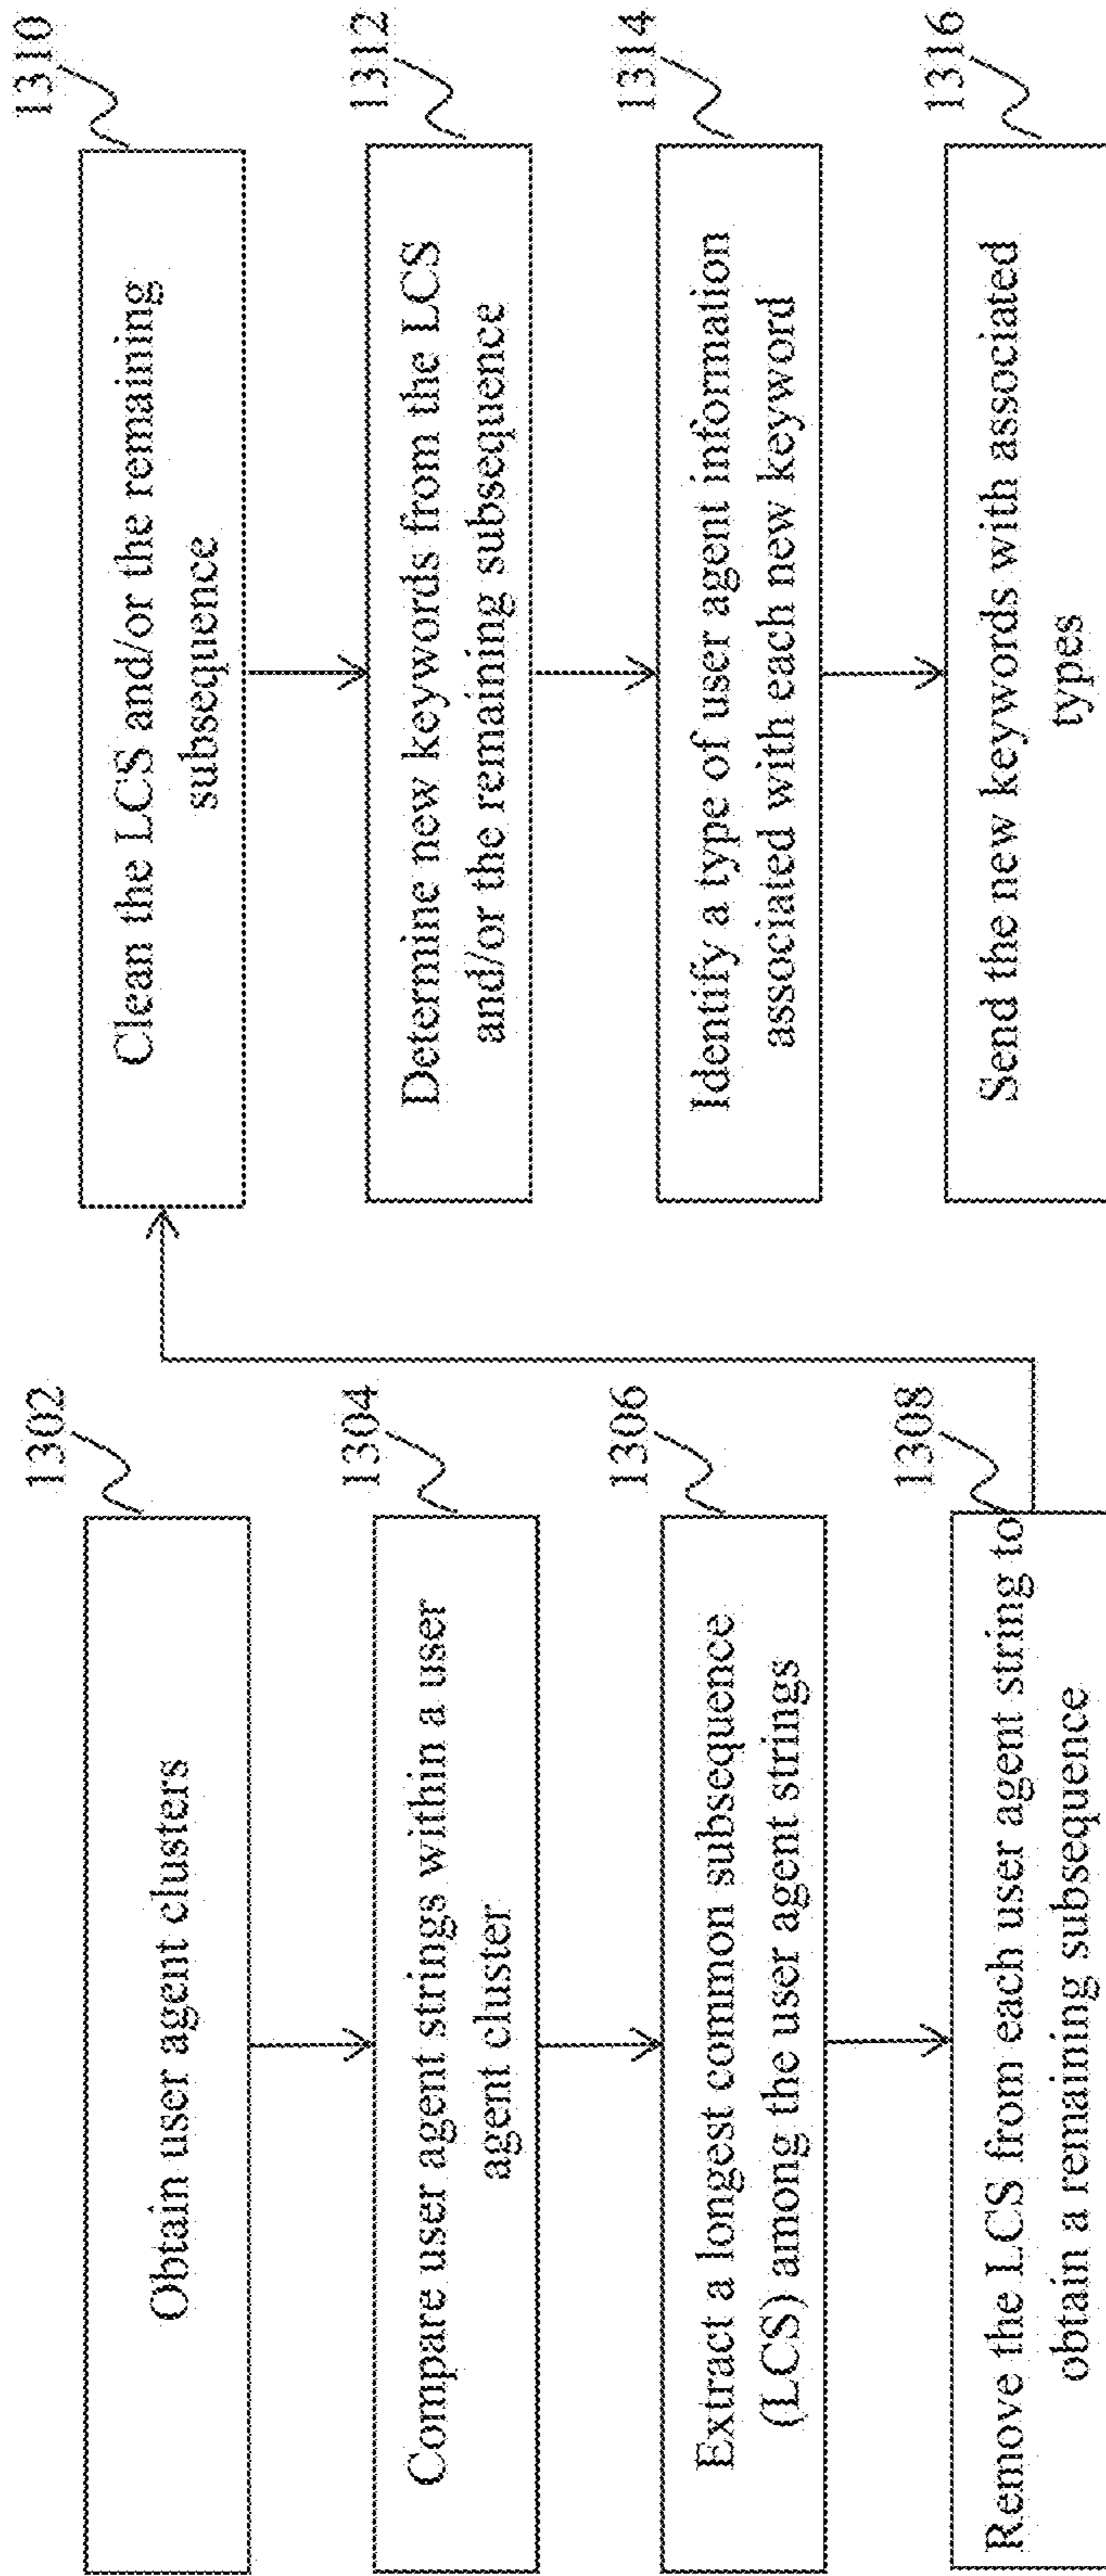 1302
Obtain user agent clusters
1304
Compare user agent strings within a user
agent cluster
1306
Extract a longest common subsequence
(LCS) among the user agent strings
1308
Remove the LCS from each user agent string to
obtain a remaining subsequence
1310
Clean the LCS and/or the remaining
subsequence
1312
Determine new keywords from the LCS
and/or the remaining subsequence
1314
Identify a type of user agent information
associated with each new keyword
1316
Send the new keywords with associated
types